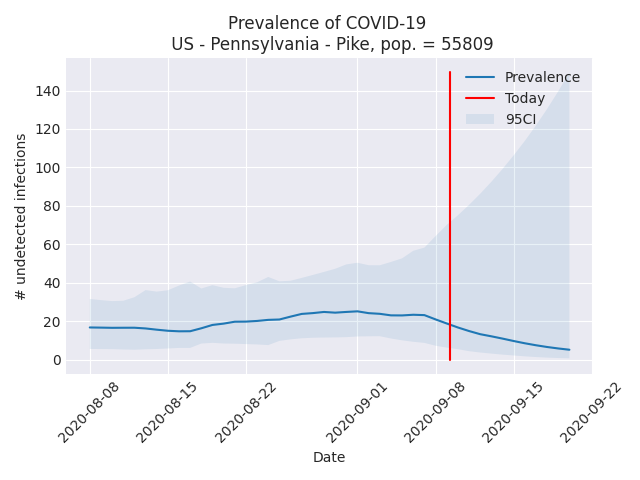 Prevalence of COVID-19
US - Pennsylvania - Pike, pop. = 55809
Prevalence
Today
95CI
# undetected infections
140
120
100
80
60
40
20
0
2020-08-08
2020-08-15
2020-08-22
2020-09-01
2020-09-08
2020-09-15
2020-09-22
Date